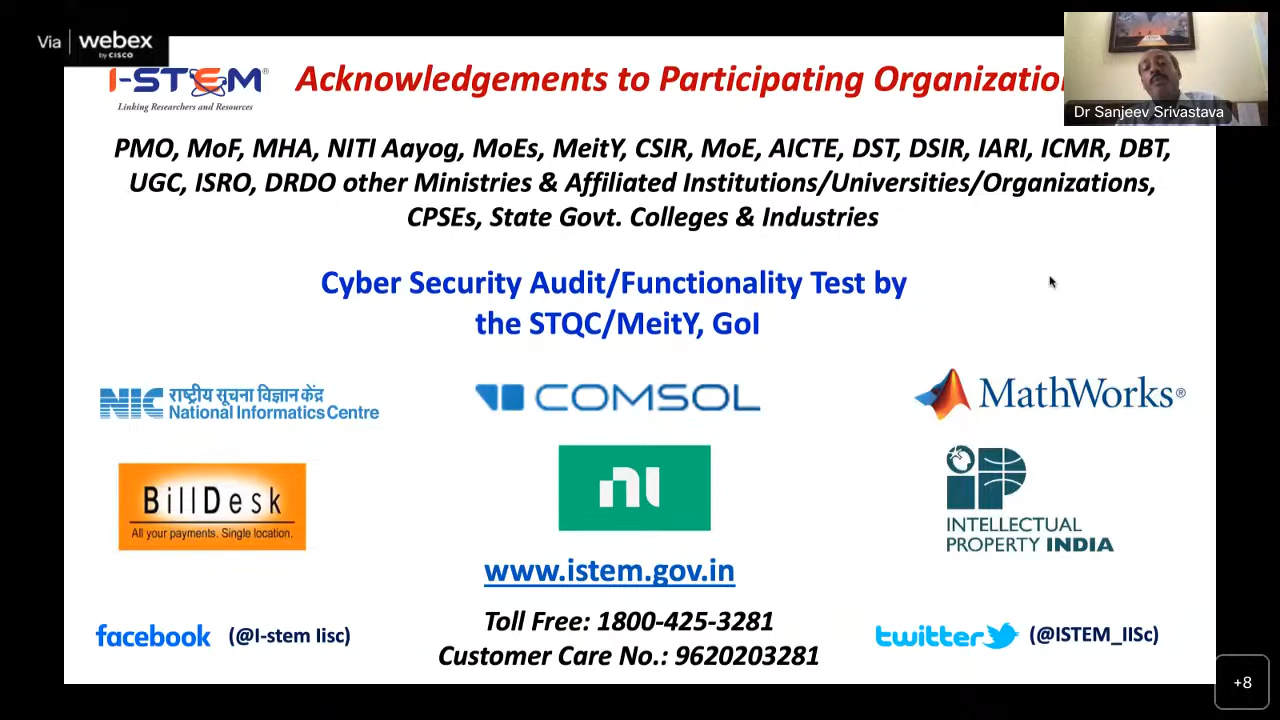 Via webex
by CISCO
I-STEM®
Linking Researchers and Resources
Acknowledgements to Participating Organization
Dr Sanjeev Srivastava
PMO, MoF, MHA, NITI Aayog, MoEs, MeitY, CSIR, MoE, AICTE, DST, DSIR, IARI, ICMR, DBT,
UGC, ISRO, DRDO other Ministries & Affiliated Institutions/Universities/Organizations,
CPSEs, State Govt. Colleges & Industries
Cyber Security Audit/Functionality Test by
the STQC/MeitY, GoI
NIC राष्ट्रीय सूचना विज्ञान केंद्र
National Informatics Centre
COMSOL
MathWorks®
BillDesk
All your payments. Single location.
ni
iP
INTELLECTUAL
PROPERTY INDIA
www.istem.gov.in
Toll Free: 1800-425-3281
Customer Care No.: 9620203281
facebook (@I-stem Iisc)
twitter (@ISTEM_IISc)
+8